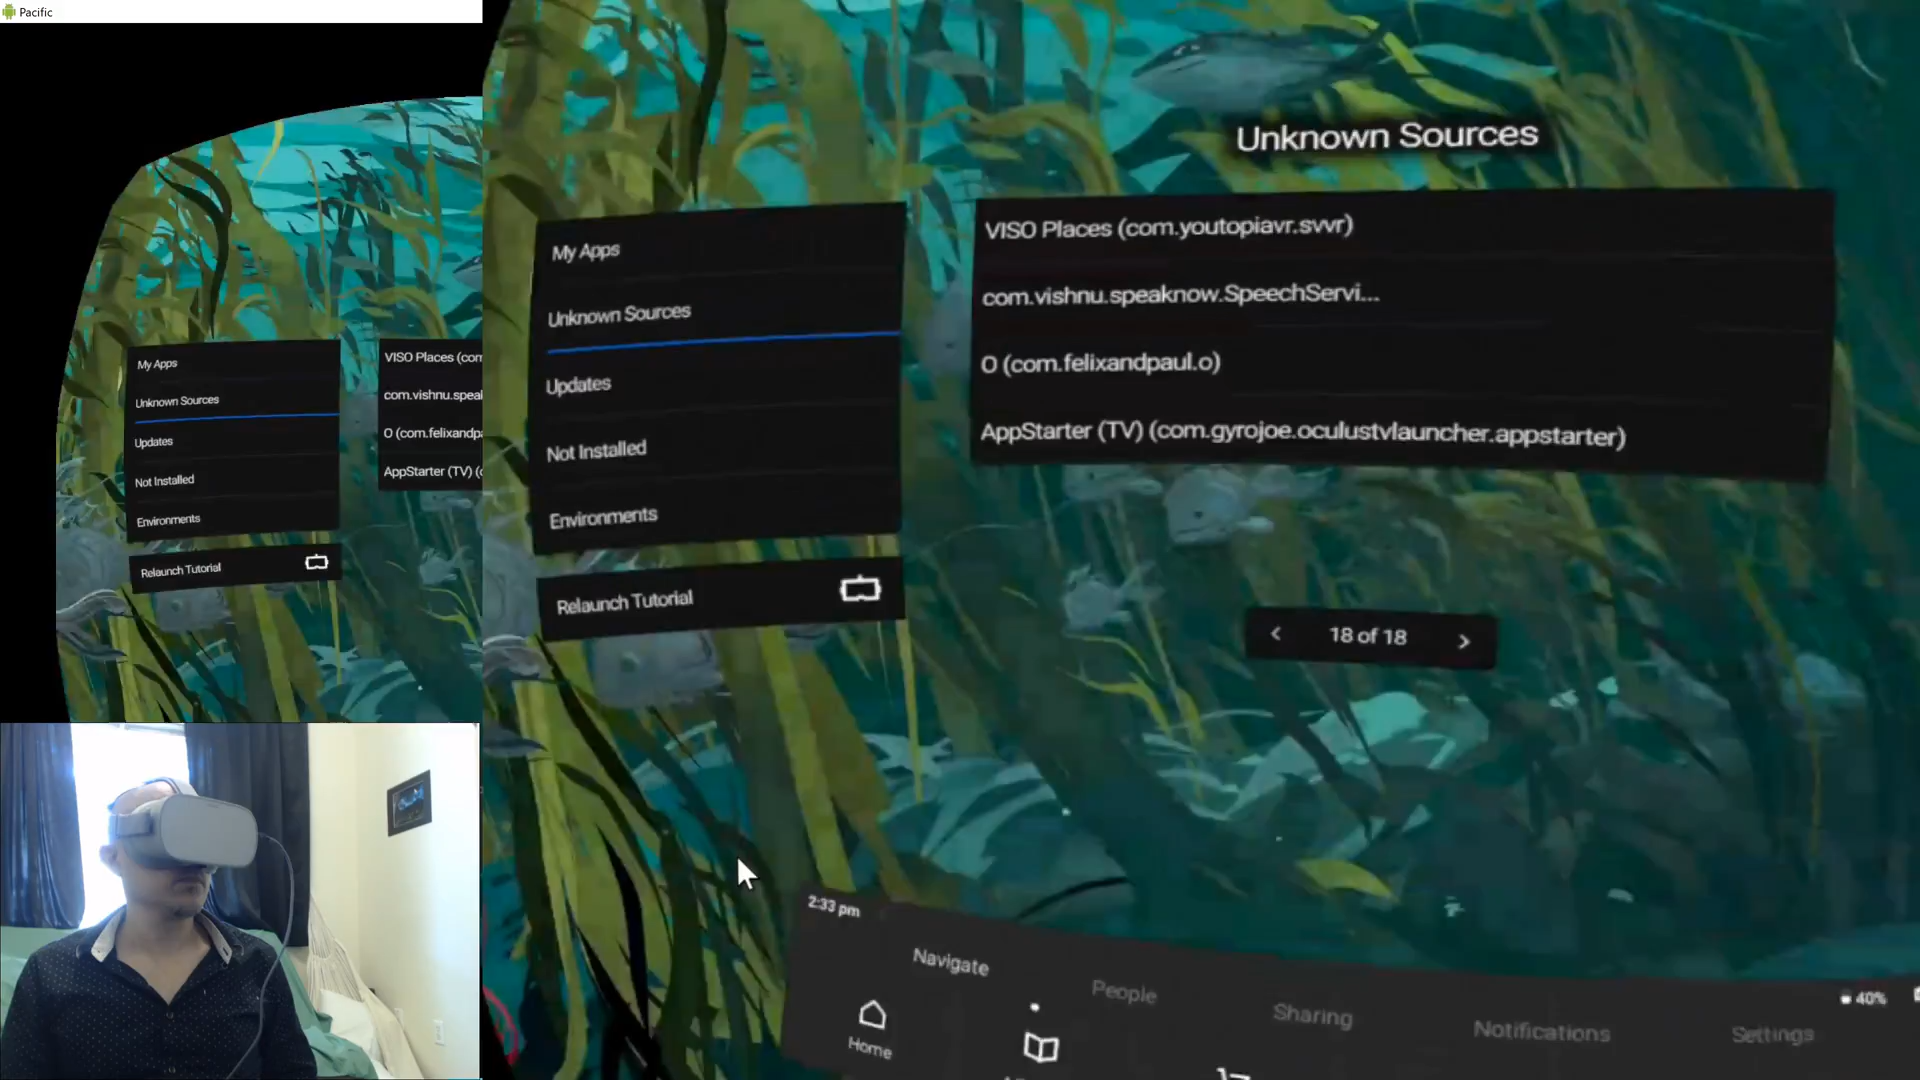 Pacific
My Apps
Unknown Sources
Updates
Not Installed
Environments
Relaunch Tutorial
VISO Places (com
com.vishnu.speal
O (com.felixandp
AppStarter (TV) (c
Unknown Sources
My Apps
Unknown Sources
Updates
Not Installed
Environments
Relaunch Tutorial
VISO Places (com.youtopiavr.svvr)
com.vishnu.speaknow.SpeechServi...
O (com.felixandpaul.o)
AppStarter (TV) (com.gyrojoe.oculustvlauncher.appstarter)
< 18 of 18 >
2:33 pm
40%
Navigate
People
Sharing
Notifications
Settings
Home